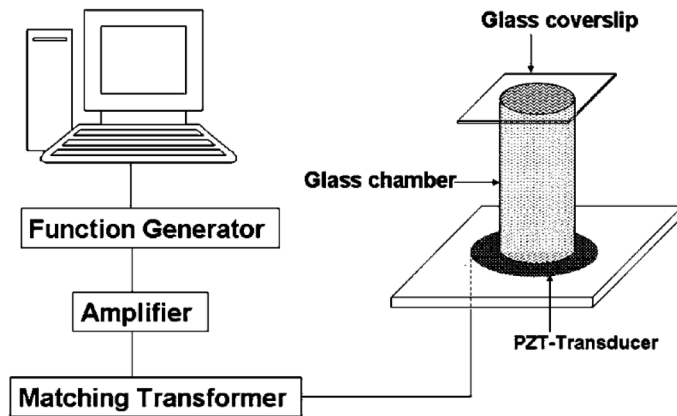 Glass coverslip
Glass chamber
Function Generator
Amplifier
PZT-Transducer
Matching Transformer